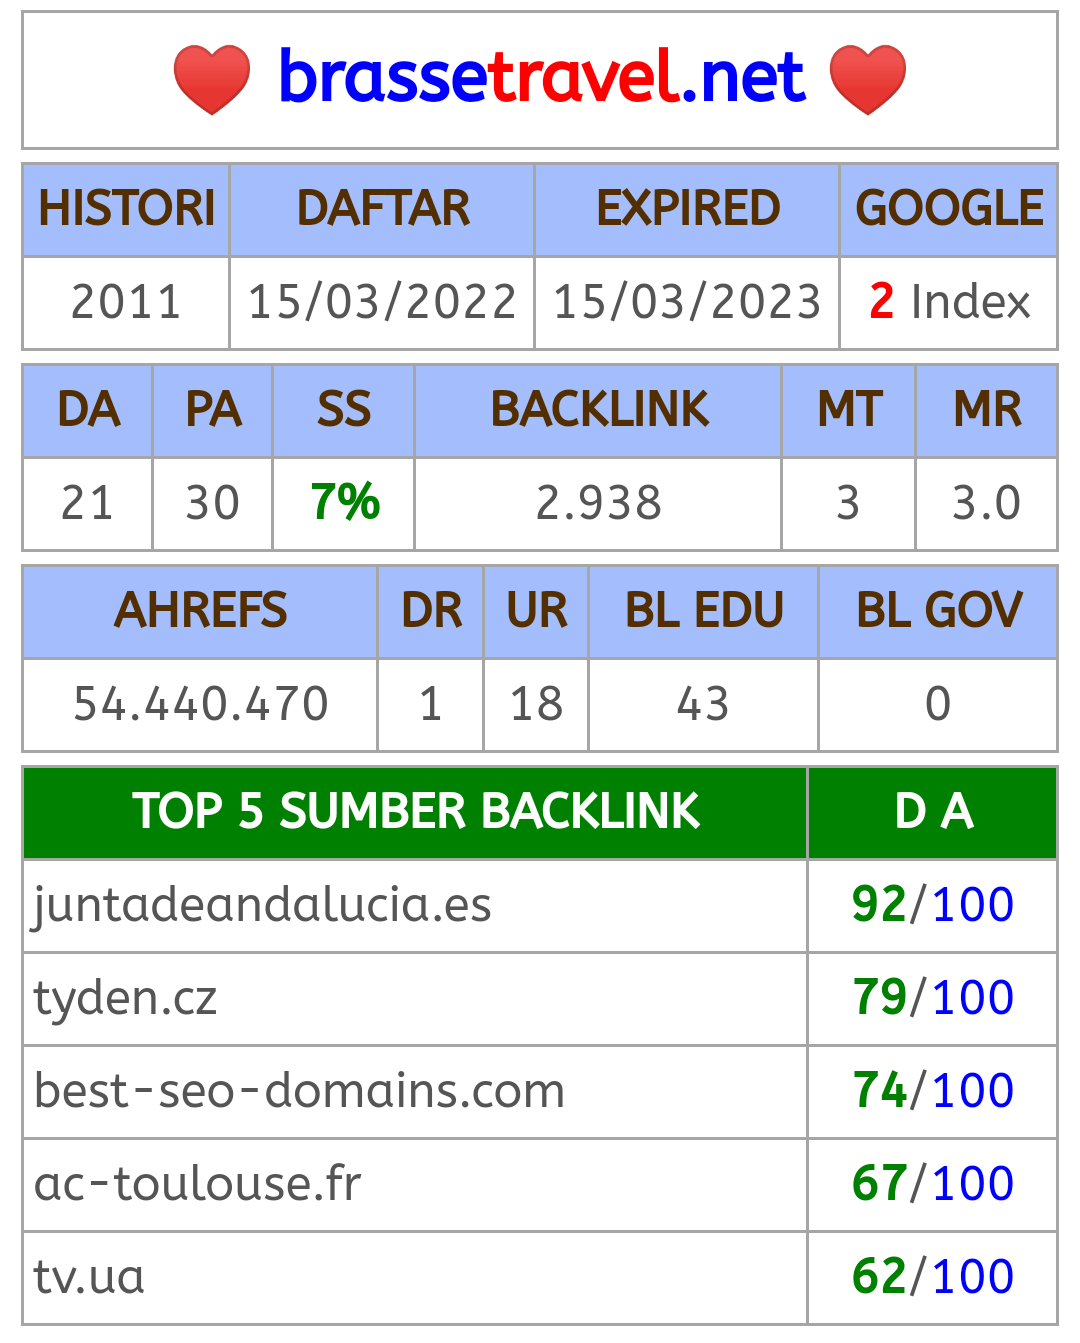 brassetravel.net
HISTORI DAFTAR EXPIRED GOOGLE
2011 15/03/2022 15/03/2023 2 Index
DA PA SS BACKLINK MT MR
21 30 7% 2.938 3 3.0
AHREFS DR UR BL EDU BL GOV
54.440.470 1 18 43 0
TOP 5 SUMBER BACKLINK D A
juntadeandalucia.es 92/100
tyden.cz 79/100
best-seo-domains.com 74/100
ac-toulouse.fr 67/100
tv.ua 62/100